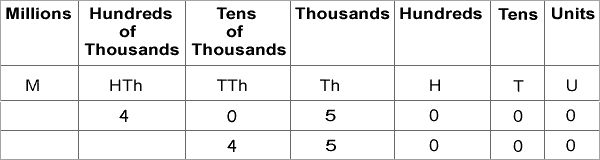 Millions Hundreds of Thousands Tens of Thousands Thousands Hundreds Tens Units
M HTh TTh Th H T U
4 0 5 0 0 0
4 5 0 0 0